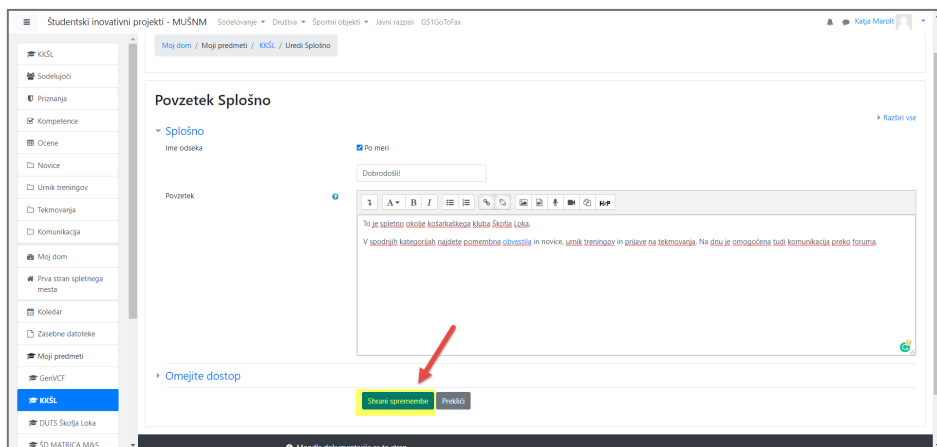 Študentski inovativni projekti - MUŠNM Sodelovanje Društva Športni objekti Javni razpisi GS1GoToFax Katja Marolt
Moj dom / Moji predmeti / KKŠL / Uredi Splošno
KKŠL
Sodelujoči
Priznanja
Kompetence
Ocene
Novice
Urnik treningov
Tekmovanja
Komunikacija
Moj dom
Prva stran spletnega
mesta
Koledar
Zasebne datoteke
Moji predmeti
GenVCF
KKŠL
DUTS Škofja Loka
ŠD MATRICA M&S
Povzetek Splošno
Razširi vse
Splošno
Ime odseka Po meri
Dobrodošli!
Povzetek
A B I H-P
To je spletno okolje košarkaškega kluba Škofja Loka.
V spodnjih kategorijah najdete pomembna obvestila in novice, urnik treningov in prijave na tekmovanja. Na dnu je omogočena tudi komunikacija preko foruma.
Omejite dostop
Shrani spremembe Prekliči